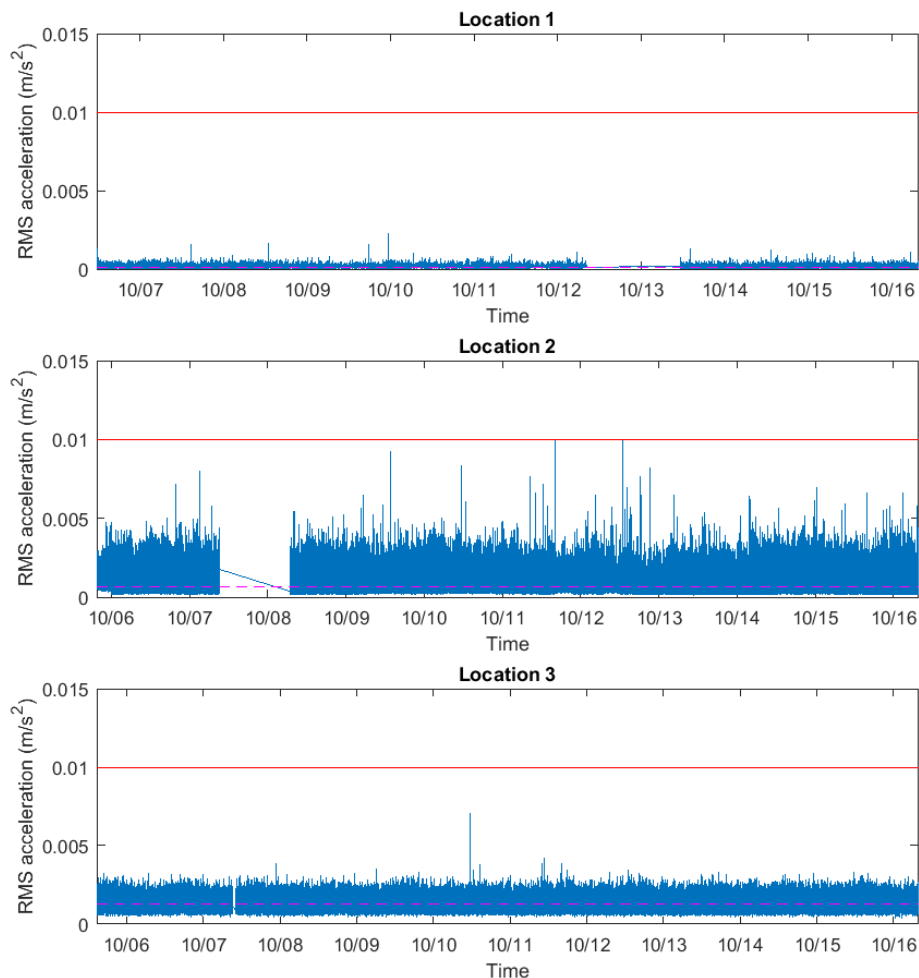 Location 1
RMS acceleration (m/s²)
0.015
0.01
0.005
0
10/07 10/08 10/09 10/10 10/11 10/12 10/13 10/14 10/15 10/16
Time
Location 2
RMS acceleration (m/s²)
0.015
0.01
0.005
0
10/06 10/07 10/08 10/09 10/10 10/11 10/12 10/13 10/14 10/15 10/16
Time
Location 3
RMS acceleration (m/s²)
0.015
0.01
0.005
0
10/06 10/07 10/08 10/09 10/10 10/11 10/12 10/13 10/14 10/15 10/16
Time